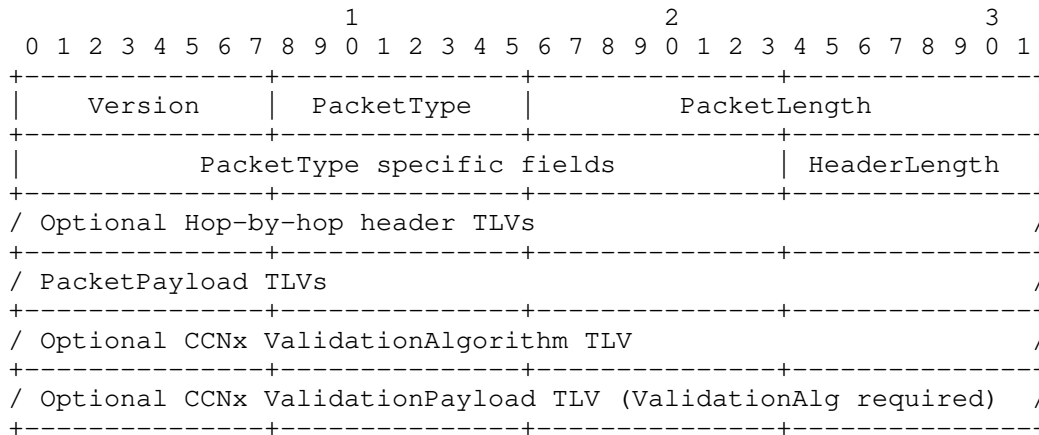 1                   2                   3
 0 1 2 3 4 5 6 7 8 9 0 1 2 3 4 5 6 7 8 9 0 1 2 3 4 5 6 7 8 9 0 1
+---------------+---------------+---------------+---------------
|    Version    |  PacketType   |         PacketLength
+---------------+---------------+---------------+---------------
|           PacketType specific fields          | HeaderLength
+---------------+---------------+---------------+---------------
/ Optional Hop-by-hop header TLVs                               /
+---------------+---------------+---------------+---------------
/ PacketPayload TLVs                                            /
+---------------+---------------+---------------+---------------
/ Optional CCNx ValidationAlgorithm TLV                         /
+---------------+---------------+---------------+---------------
/ Optional CCNx ValidationPayload TLV (ValidationAlg required)  /
+---------------+---------------+---------------+---------------